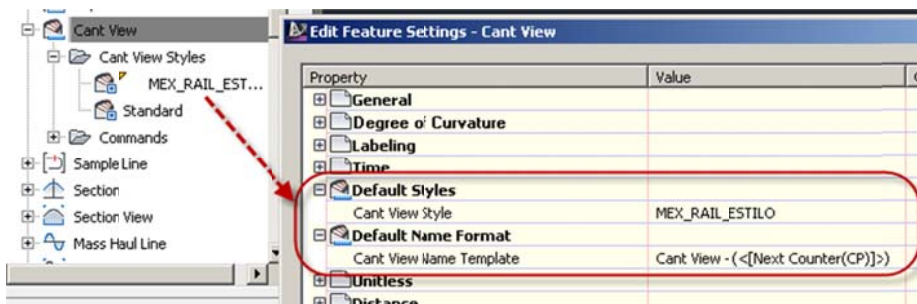 Cant View
Cant View Styles
MEX_RAIL_EST...
Standard
Commands
Sample Line
Section
Section View
Mass Haul Line
Edit Feature Settings - Cant View
Property Value
General
Degree of Curvature
Labeling
Time
Default Styles
Cant View Style MEX_RAIL_ESTILO
Default Name Format
Cant View Name Template Cant View - (<[Next Counter(CP)]>)
Unitless
Distance